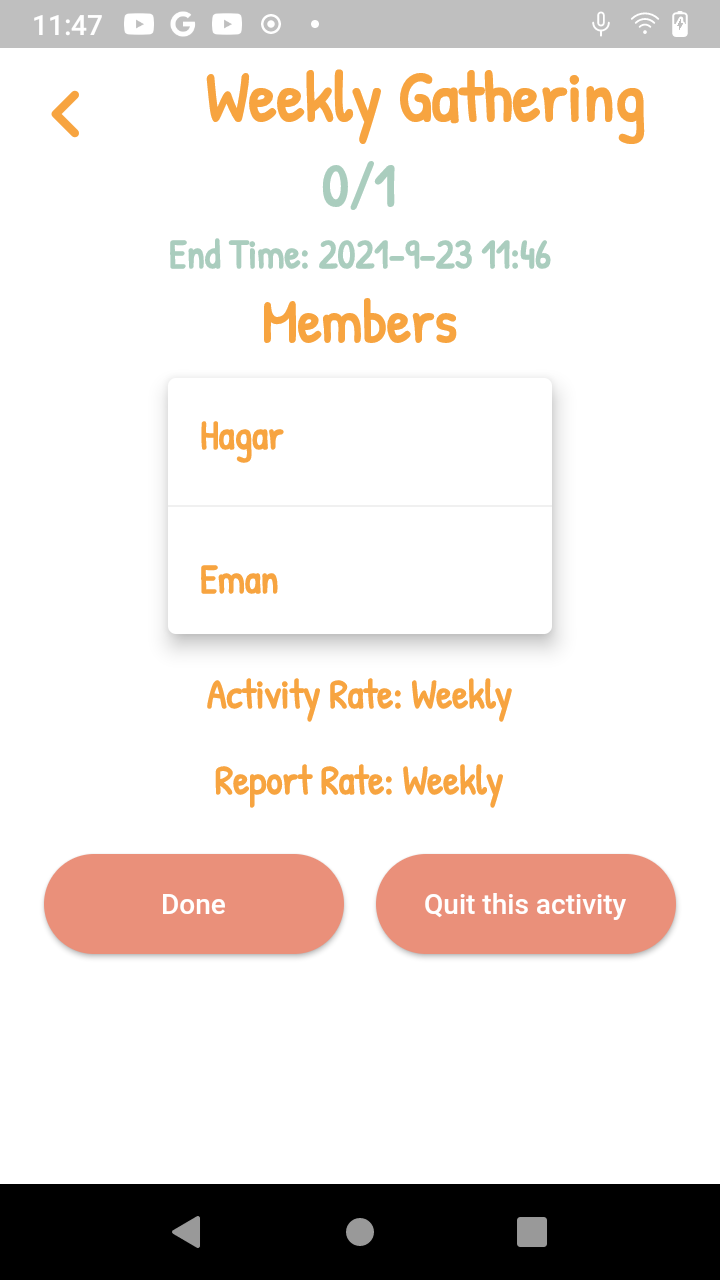 11:47
Weekly Gathering
0/1
End Time: 2021-9-23 11:46
Members
Hagar
Eman
Activity Rate: Weekly
Report Rate: Weekly
Done
Quit this activity